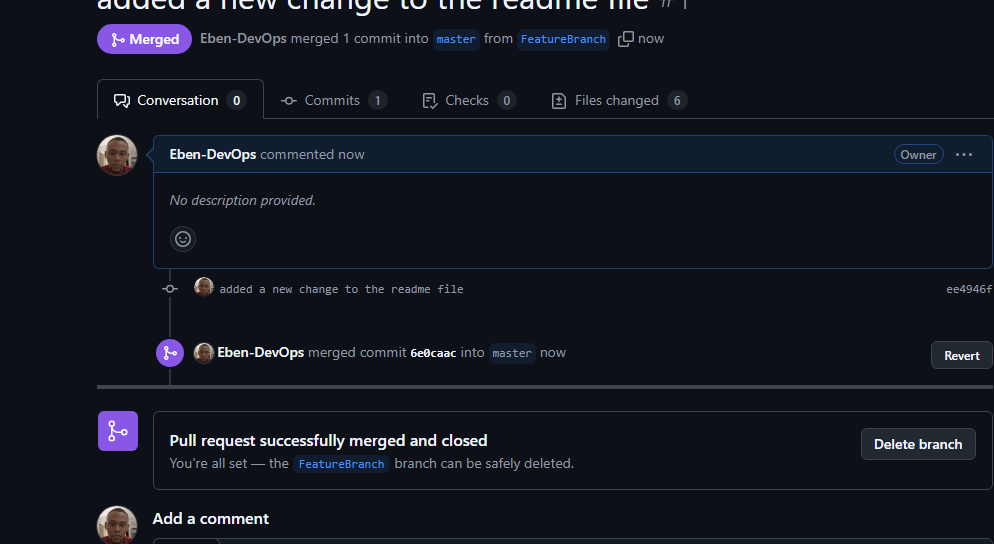 added a new change to the readme file
Merged Eben-DevOps merged 1 commit into master from FeatureBranch now
Conversation 0 Commits 1 Checks 0 Files changed 6
Eben-DevOps commented now Owner
No description provided.
added a new change to the readme file ee4946f
Eben-DevOps merged commit 6e0caac into master now Revert
Pull request successfully merged and closed
You're all set — the FeatureBranch branch can be safely deleted. Delete branch
Add a comment